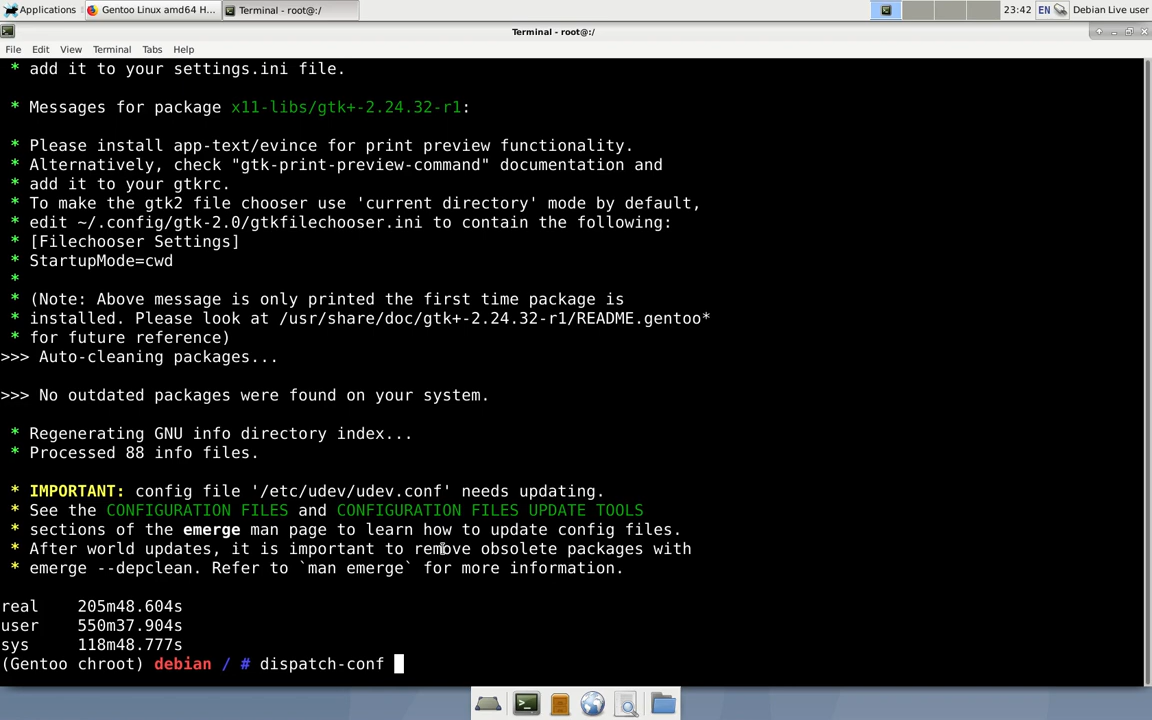 Applications
Gentoo Linux amd64 H...
Terminal - root@:/
23:42
EN
Debian Live user
Terminal - root@:/
File Edit View Terminal Tabs Help
* add it to your settings.ini file.
* Messages for package x11-libs/gtk+-2.24.32-r1:
* Please install app-text/evince for print preview functionality.
* Alternatively, check "gtk-print-preview-command" documentation and
* add it to your gtkrc.
* To make the gtk2 file chooser use 'current directory' mode by default,
* edit ~/.config/gtk-2.0/gtkfilechooser.ini to contain the following:
* [Filechooser Settings]
* StartupMode=cwd
*
* (Note: Above message is only printed the first time package is
* installed. Please look at /usr/share/doc/gtk+-2.24.32-r1/README.gentoo*
* for future reference)
>>> Auto-cleaning packages...
>>> No outdated packages were found on your system.
* Regenerating GNU info directory index...
* Processed 88 info files.
* IMPORTANT: config file '/etc/udev/udev.conf' needs updating.
* See the CONFIGURATION FILES and CONFIGURATION FILES UPDATE TOOLS
* sections of the emerge man page to learn how to update config files.
* After world updates, it is important to remove obsolete packages with
* emerge --depclean. Refer to `man emerge` for more information.
real 205m48.604s
user 550m37.904s
sys 118m48.777s
(Gentoo chroot) debian / # dispatch-conf